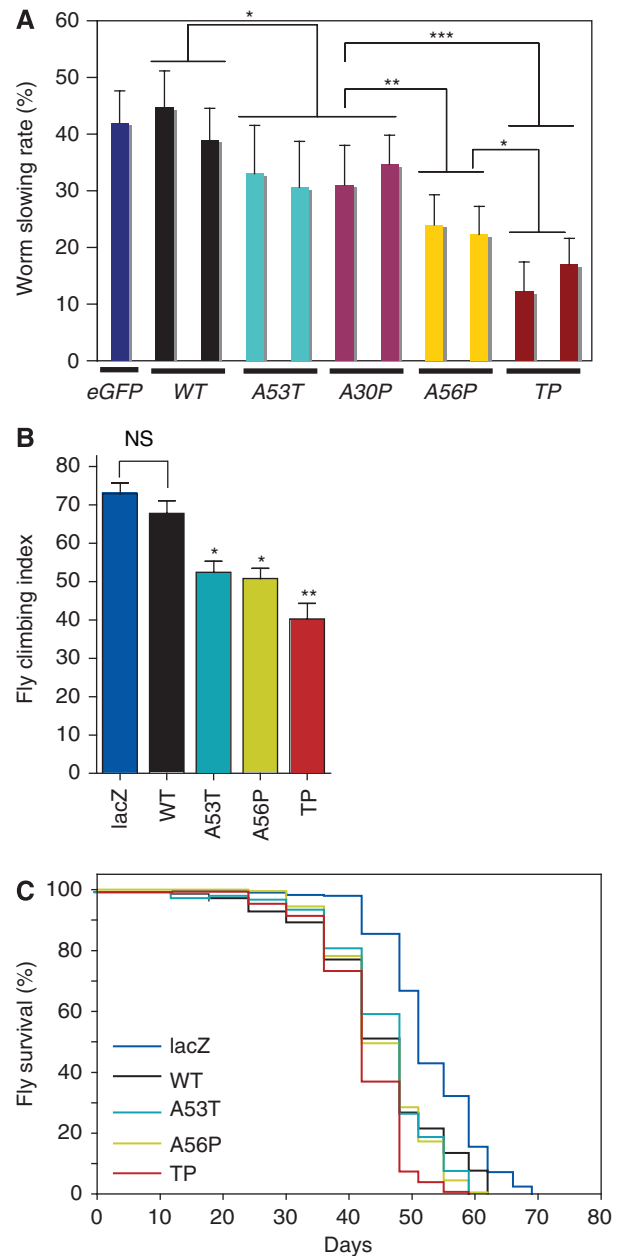 A
Worm slowing rate (%)
60
50
40
30
20
10
0
*
***
**
*
eGFP WT A53T A30P A56P TP
B
Fly climbing index
NS
80
70
60
50
40
30
20
10
0
* * **
lacZ WT A53T A56P TP
C
Fly survival (%)
100
80
60
40
20
0
lacZ
WT
A53T
A56P
TP
0 10 20 30 40 50 60 70 80
Days